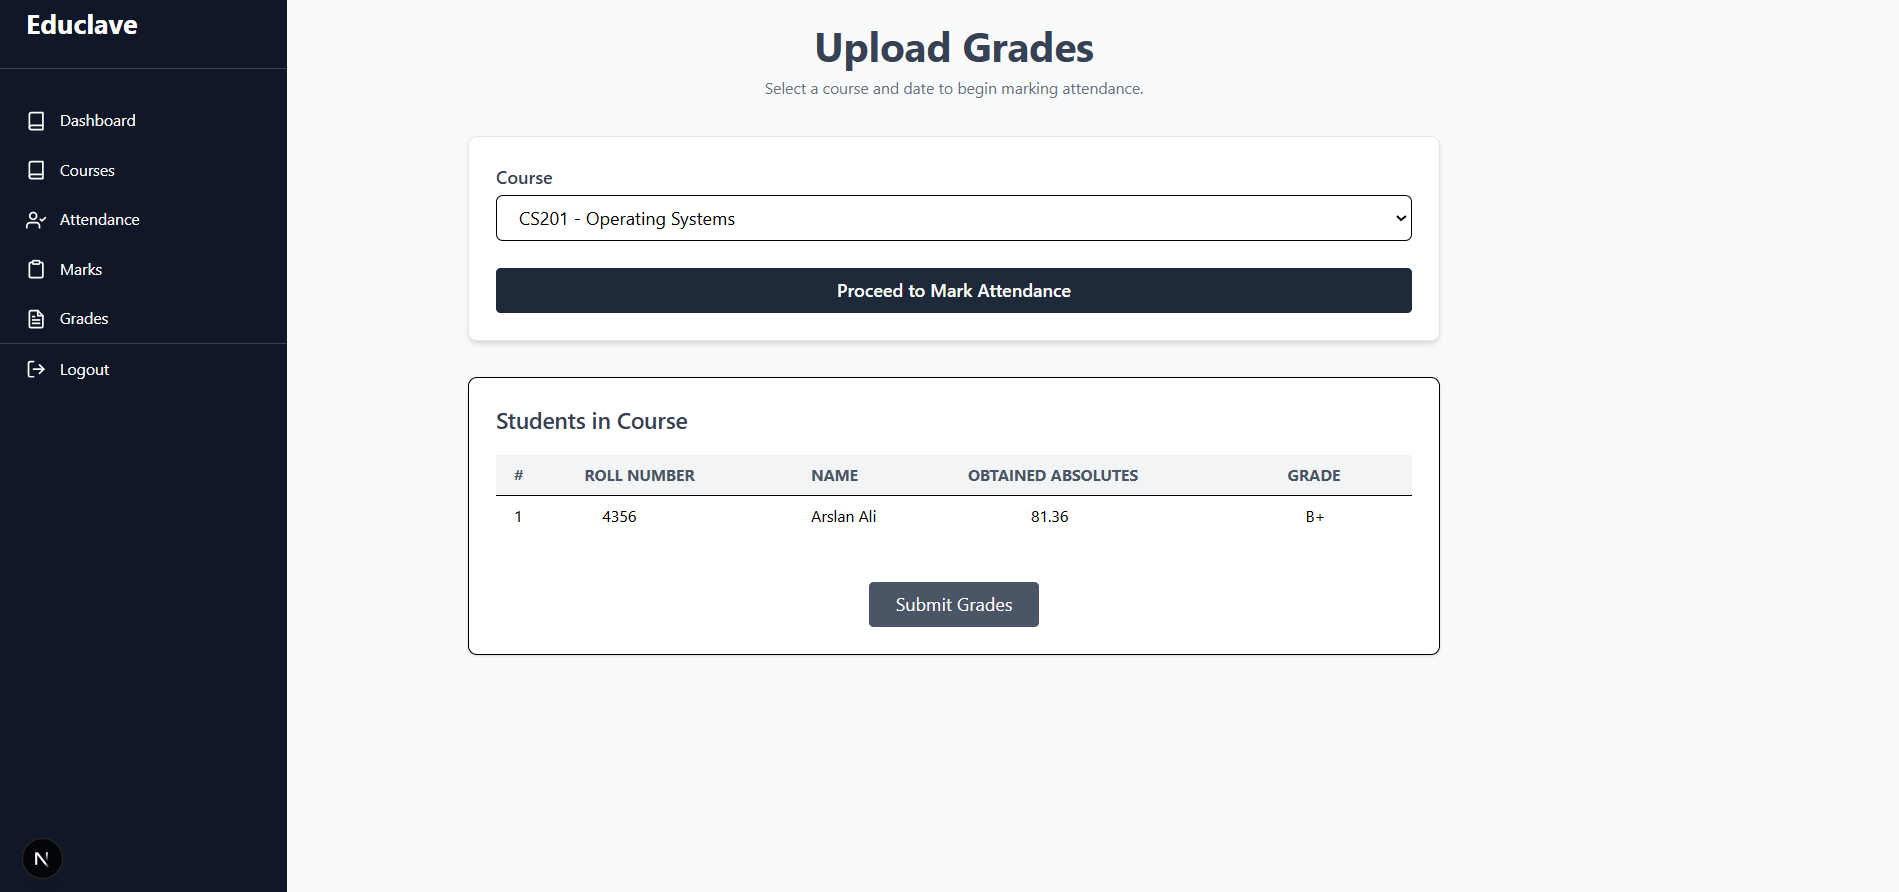 Educlave
Dashboard
Courses
Attendance
Marks
Grades
Logout
N
Upload Grades
Select a course and date to begin marking attendance.
Course
CS201 - Operating Systems
Proceed to Mark Attendance
Students in Course
# ROLL NUMBER NAME OBTAINED ABSOLUTES GRADE
1 4356 Arslan Ali 81.36 B+
Submit Grades